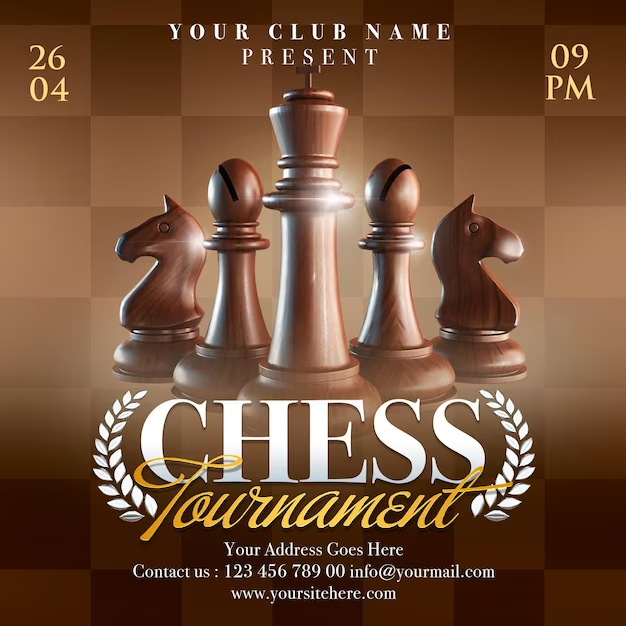 YOUR CLUB NAME
PRESENT
26
04
09
PM
CHESS
Tournament
Your Address Goes Here
Contact us : 123 456 789 00 info@yourmail.com
www.yoursitehere.com